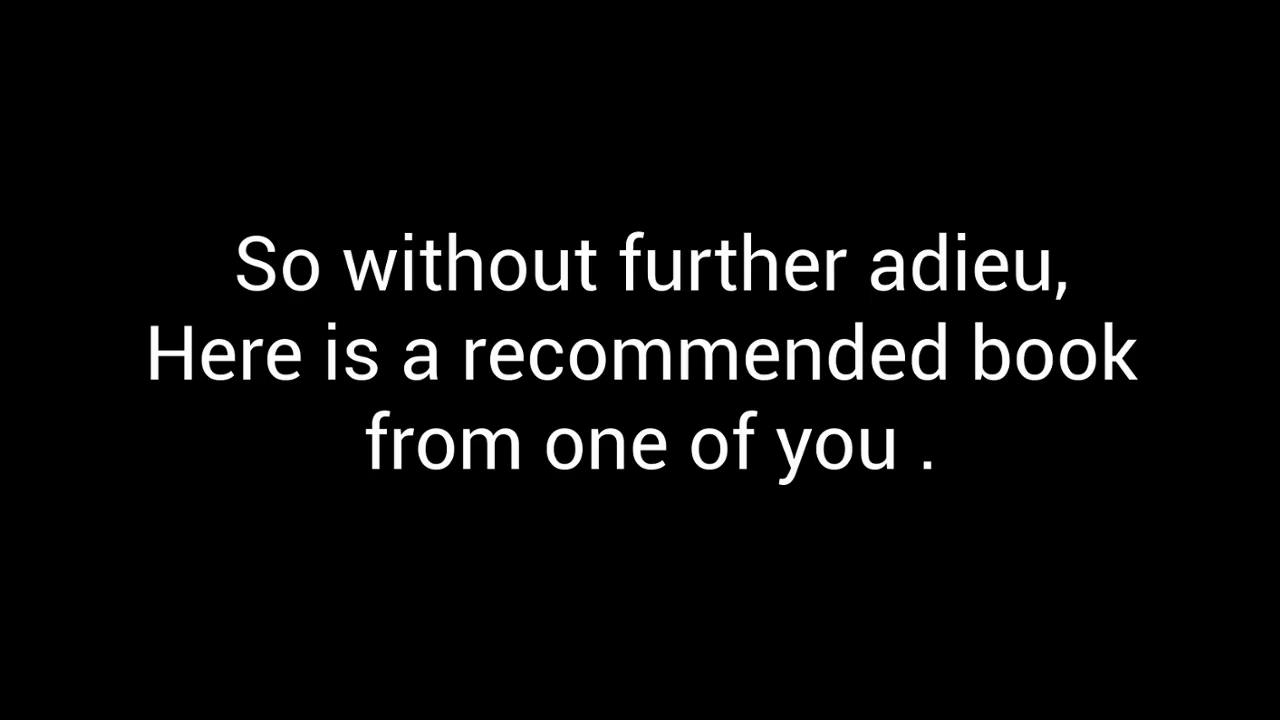 So without further adieu,
Here is a recommended book
from one of you .